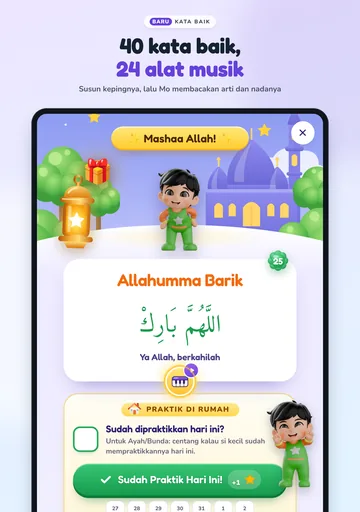 BARU KATA BAIK
40 kata baik,
24 alat musik
Susun kepingnya, lalu Mo membacakan arti dan nadanya
Mashaa Allah!
25
Allahumma Barik
اللَّهُمَّ بَارِكْ
Ya Allah, berkahilah
PRAKTIK DI RUMAH
Sudah dipraktikkan hari ini?
Untuk Ayah/Bunda: centang kalau si kecil sudah
mempraktikkannya hari ini.
Sudah Praktik Hari Ini! +1
27 28 29 30 31 1 2